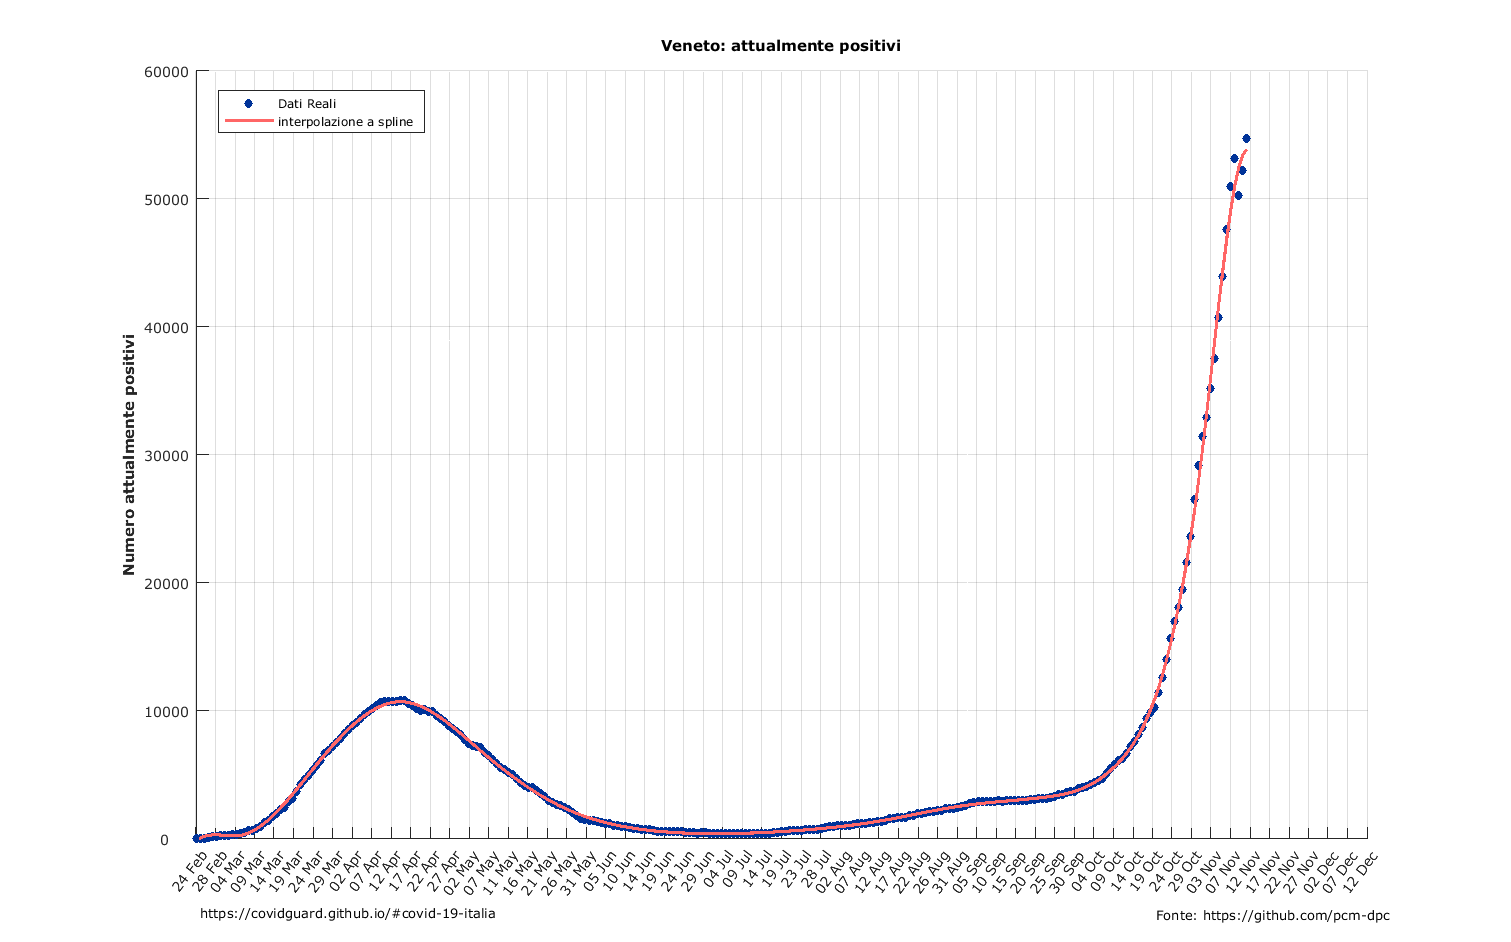 Veneto: attualmente positivi
60000
50000
40000
30000
20000
10000
0
Dati Reali
interpolazione a spline
Numero attualmente positivi
24 Feb
28 Feb
04 Mar
09 Mar
14 Mar
19 Mar
24 Mar
29 Mar
02 Apr
07 Apr
12 Apr
17 Apr
22 Apr
27 Apr
02 May
07 May
11 May
16 May
21 May
26 May
31 May
05 Jun
10 Jun
14 Jun
19 Jun
24 Jun
29 Jun
04 Jul
09 Jul
14 Jul
19 Jul
23 Jul
28 Jul
02 Aug
07 Aug
12 Aug
17 Aug
22 Aug
26 Aug
31 Aug
05 Sep
10 Sep
15 Sep
20 Sep
25 Sep
30 Sep
04 Oct
09 Oct
14 Oct
19 Oct
24 Oct
29 Oct
03 Nov
07 Nov
12 Nov
17 Nov
22 Nov
27 Nov
02 Dec
07 Dec
12 Dec
https://covidguard.github.io/#covid-19-italia
Fonte: https://github.com/pcm-dpc